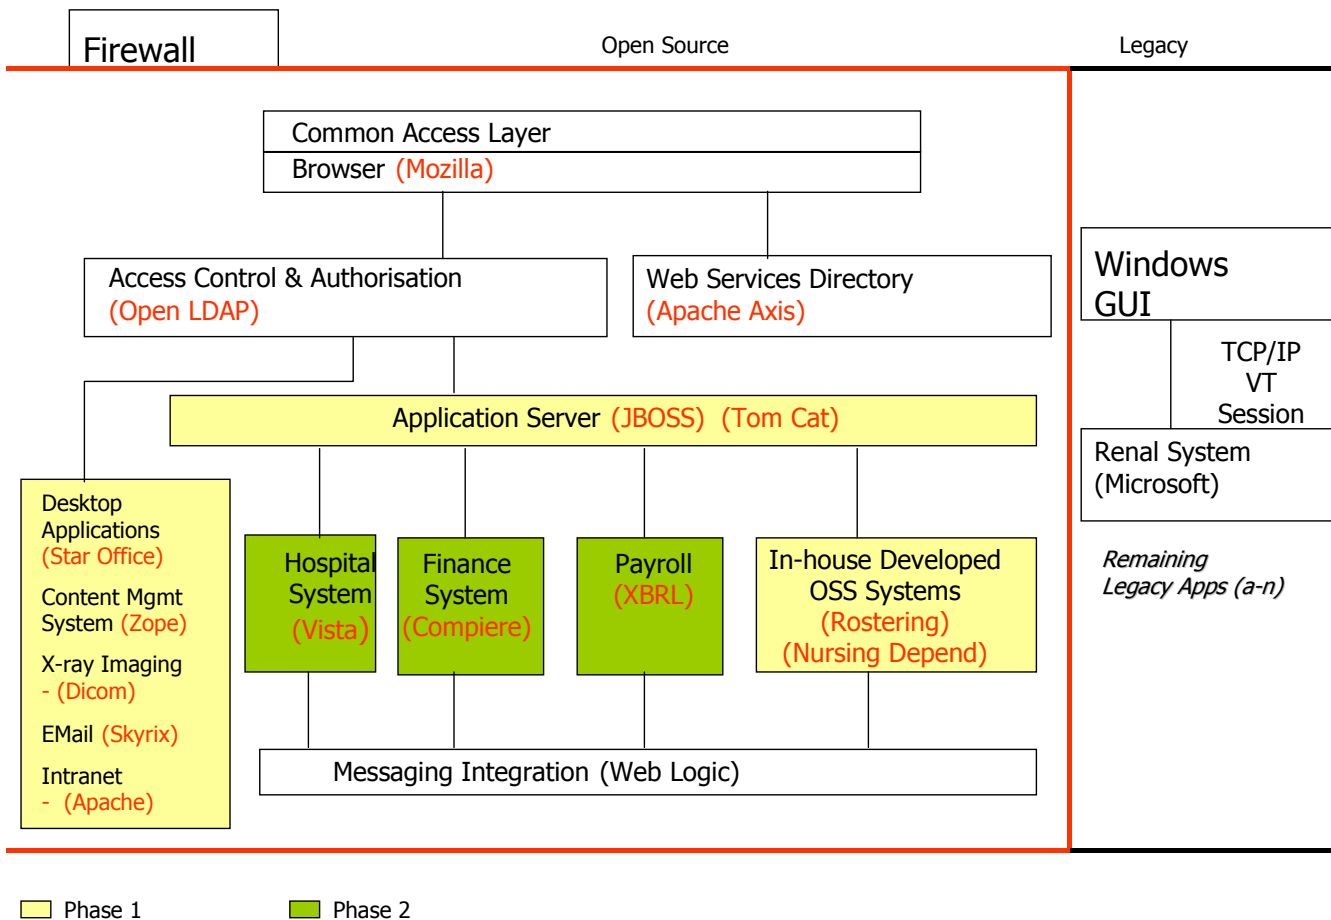 Firewall
Open Source
Legacy
Common Access Layer
Browser (Mozilla)
Access Control & Authorisation
(Open LDAP)
Web Services Directory
(Apache Axis)
Windows
GUI
TCP/IP
VT
Session
Application Server (JBOSS)  (Tom Cat)
Renal System
(Microsoft)
Desktop
Applications
(Star Office)
Content Mgmt
System (Zope)
X-ray Imaging
- (Dicom)
EMail (Skyrix)
Intranet
-  (Apache)
Hospital
System
(Vista)
Finance
System
(Compiere)
Payroll
(XBRL)
In-house Developed
OSS Systems
(Rostering)
(Nursing Depend)
Remaining
Legacy Apps (a-n)
Messaging Integration (Web Logic)
Phase 1
Phase 2